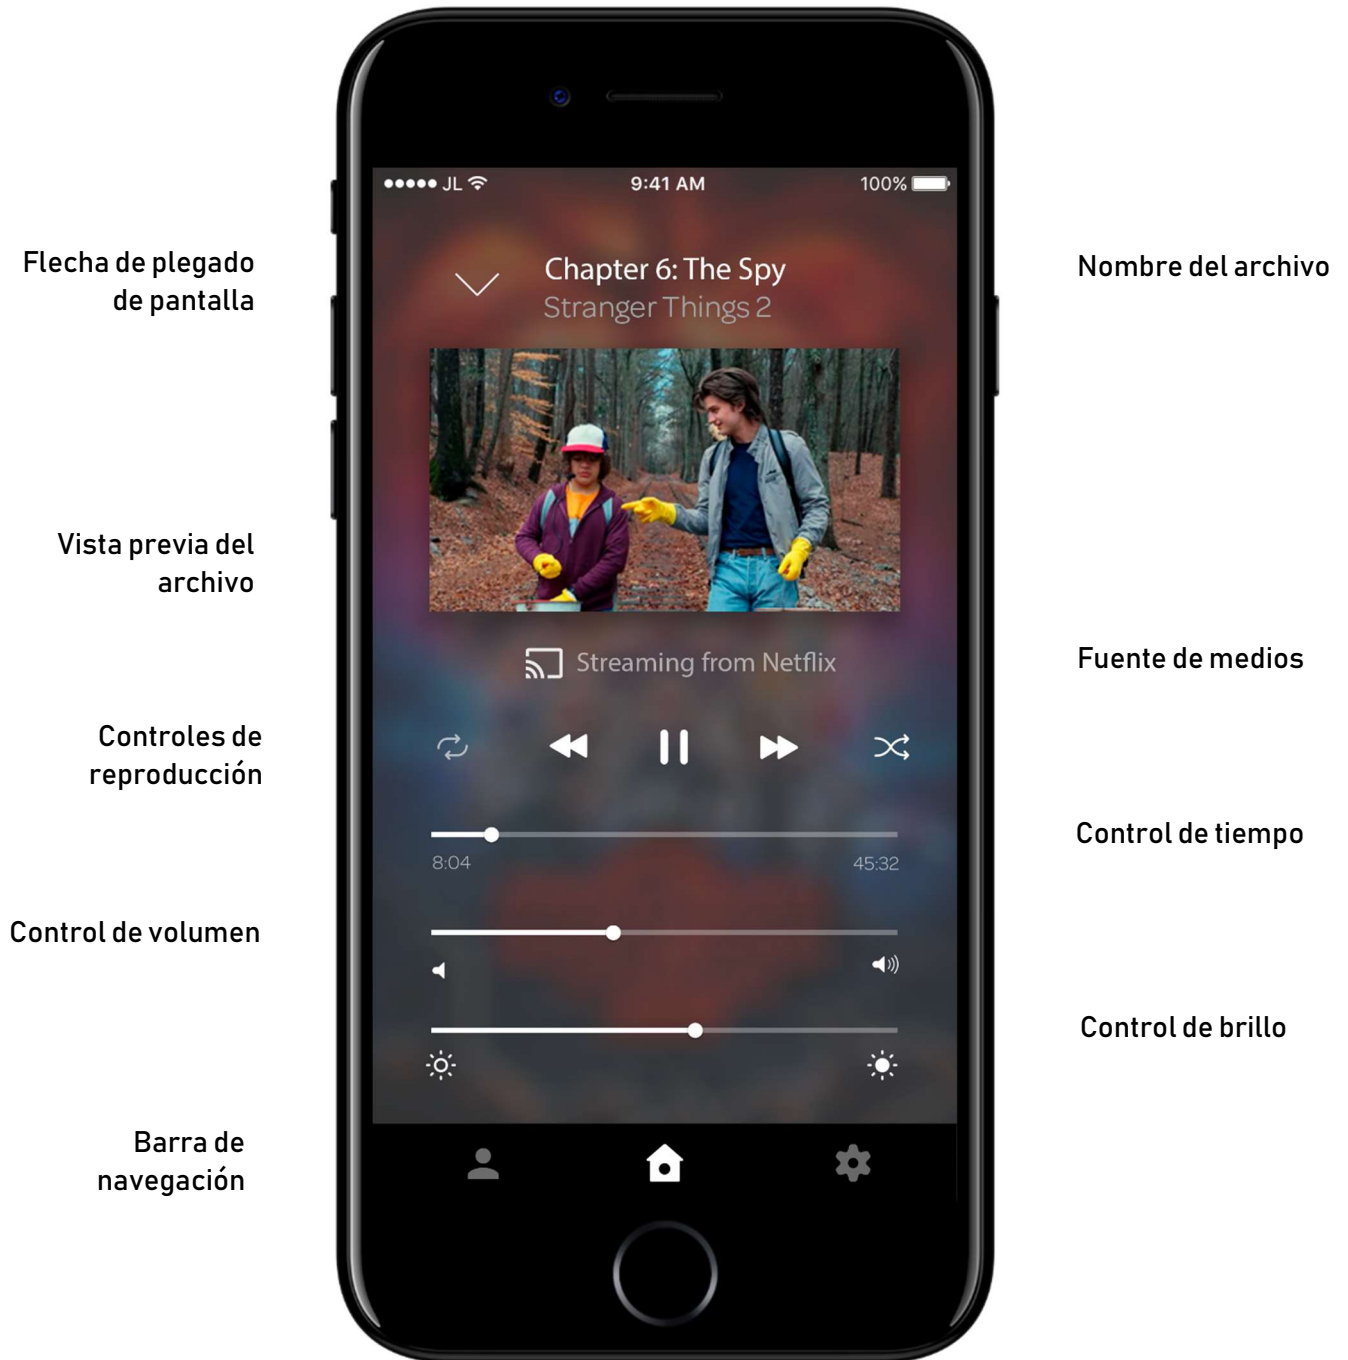 JL
9:41 AM
100%
Flecha de plegado
de pantalla
Chapter 6: The Spy
Stranger Things 2
Nombre del archivo
Vista previa del
archivo
Streaming from Netflix
Fuente de medios
Controles de
reproducción
8:04
45:32
Control de tiempo
Control de volumen
Control de brillo
Barra de
navegación